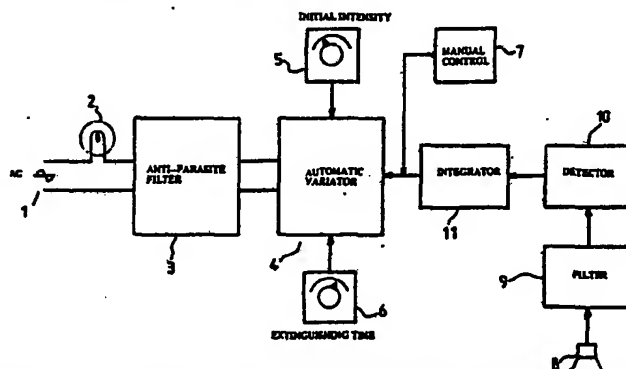 INITIAL INTENSITY
5
MANUAL
CONTROL
7
2
10
AC
ANTI-PARASITE
FILTER
AUTOMATIC
VARIATOR
INTEGRATOR
DETECTOR
1
11
3
4
9
FILTER
6
EXTINGUISHING TIME
8